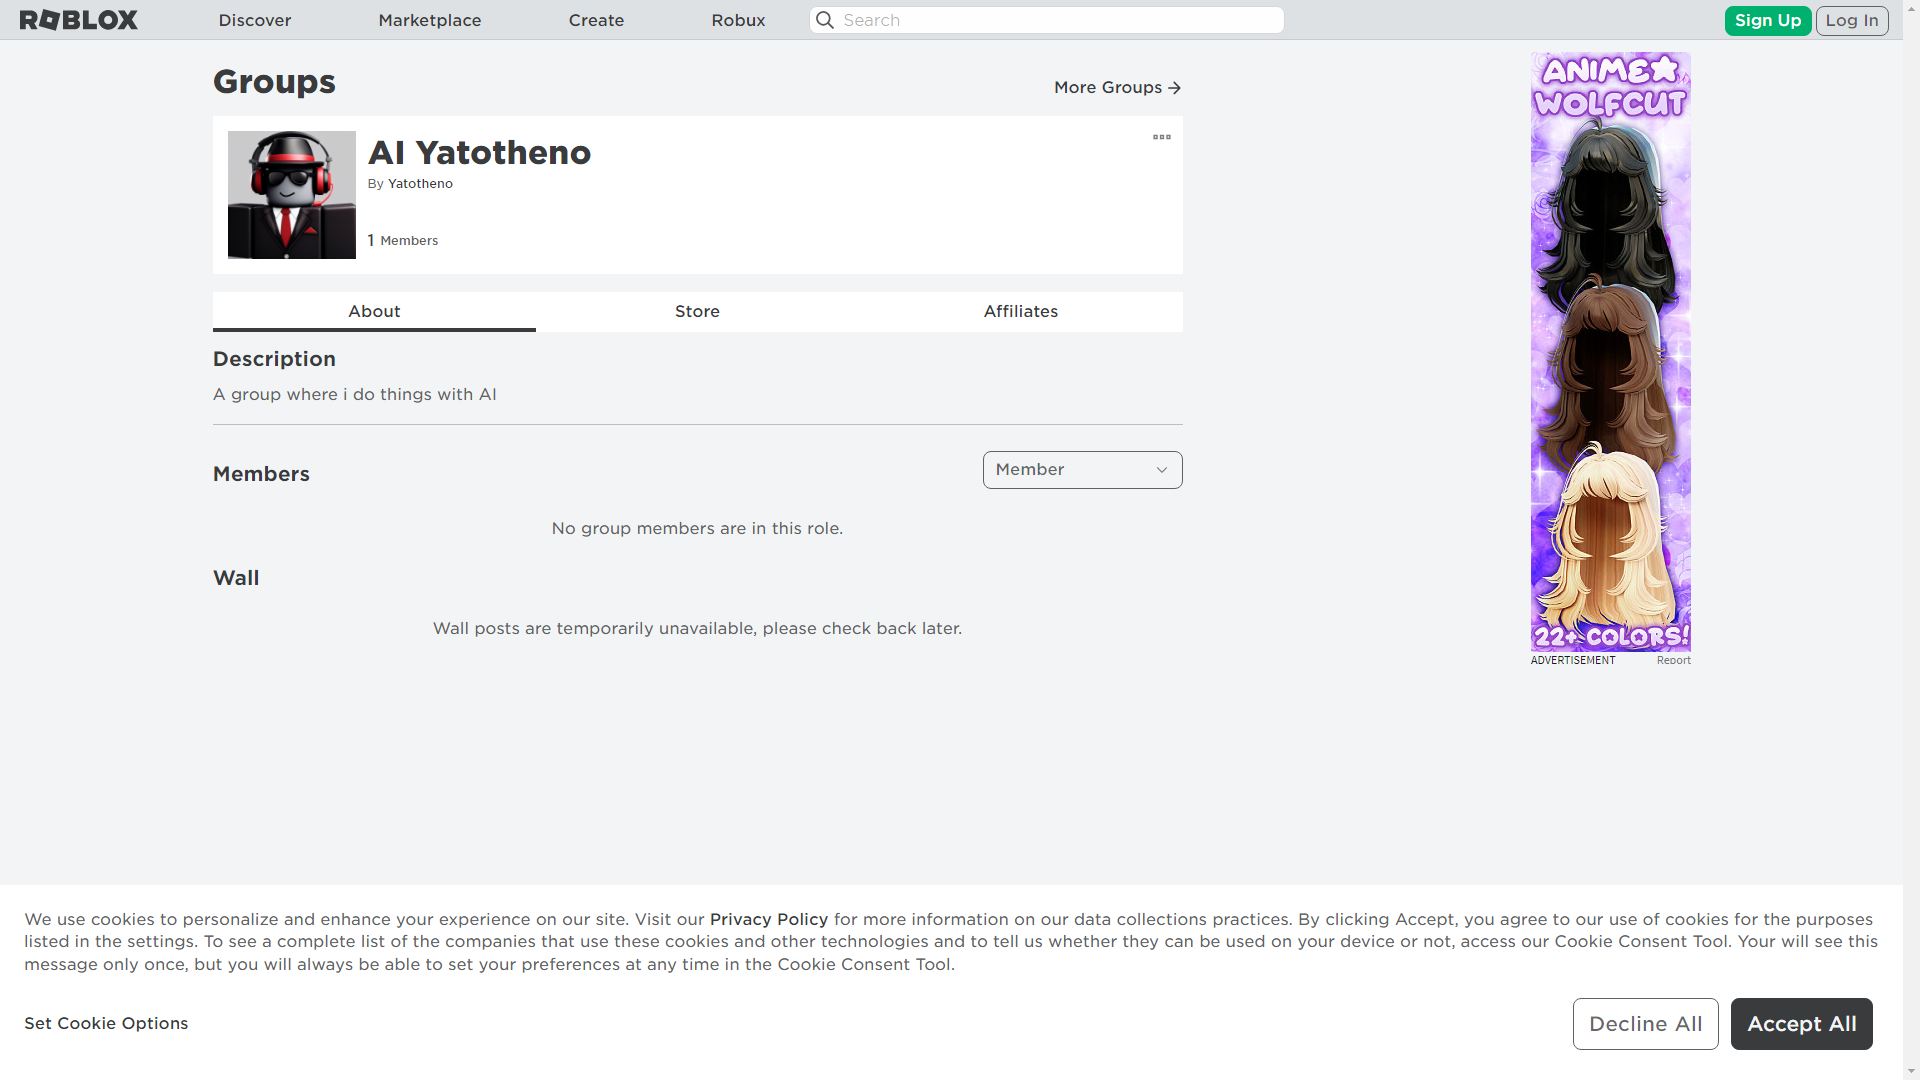 ROBLOX
Discover
Marketplace
Create
Robux
Search
Sign Up
Log In
Groups
More Groups
AI Yatotheno
By Yatotheno
1 Members
About
Store
Affiliates
Description
A group where i do things with AI
Members
Member
No group members are in this role.
Wall
Wall posts are temporarily unavailable, please check back later.
ANIME
WOLFCUT
22+ COLORS!
ADVERTISEMENT
Report
We use cookies to personalize and enhance your experience on our site. Visit our Privacy Policy for more information on our data collections practices. By clicking Accept, you agree to our use of cookies for the purposes
listed in the settings. To see a complete list of the companies that use these cookies and other technologies and to tell us whether they can be used on your device or not, access our Cookie Consent Tool. Your will see this
message only once, but you will always be able to set your preferences at any time in the Cookie Consent Tool.
Set Cookie Options
Decline All
Accept All